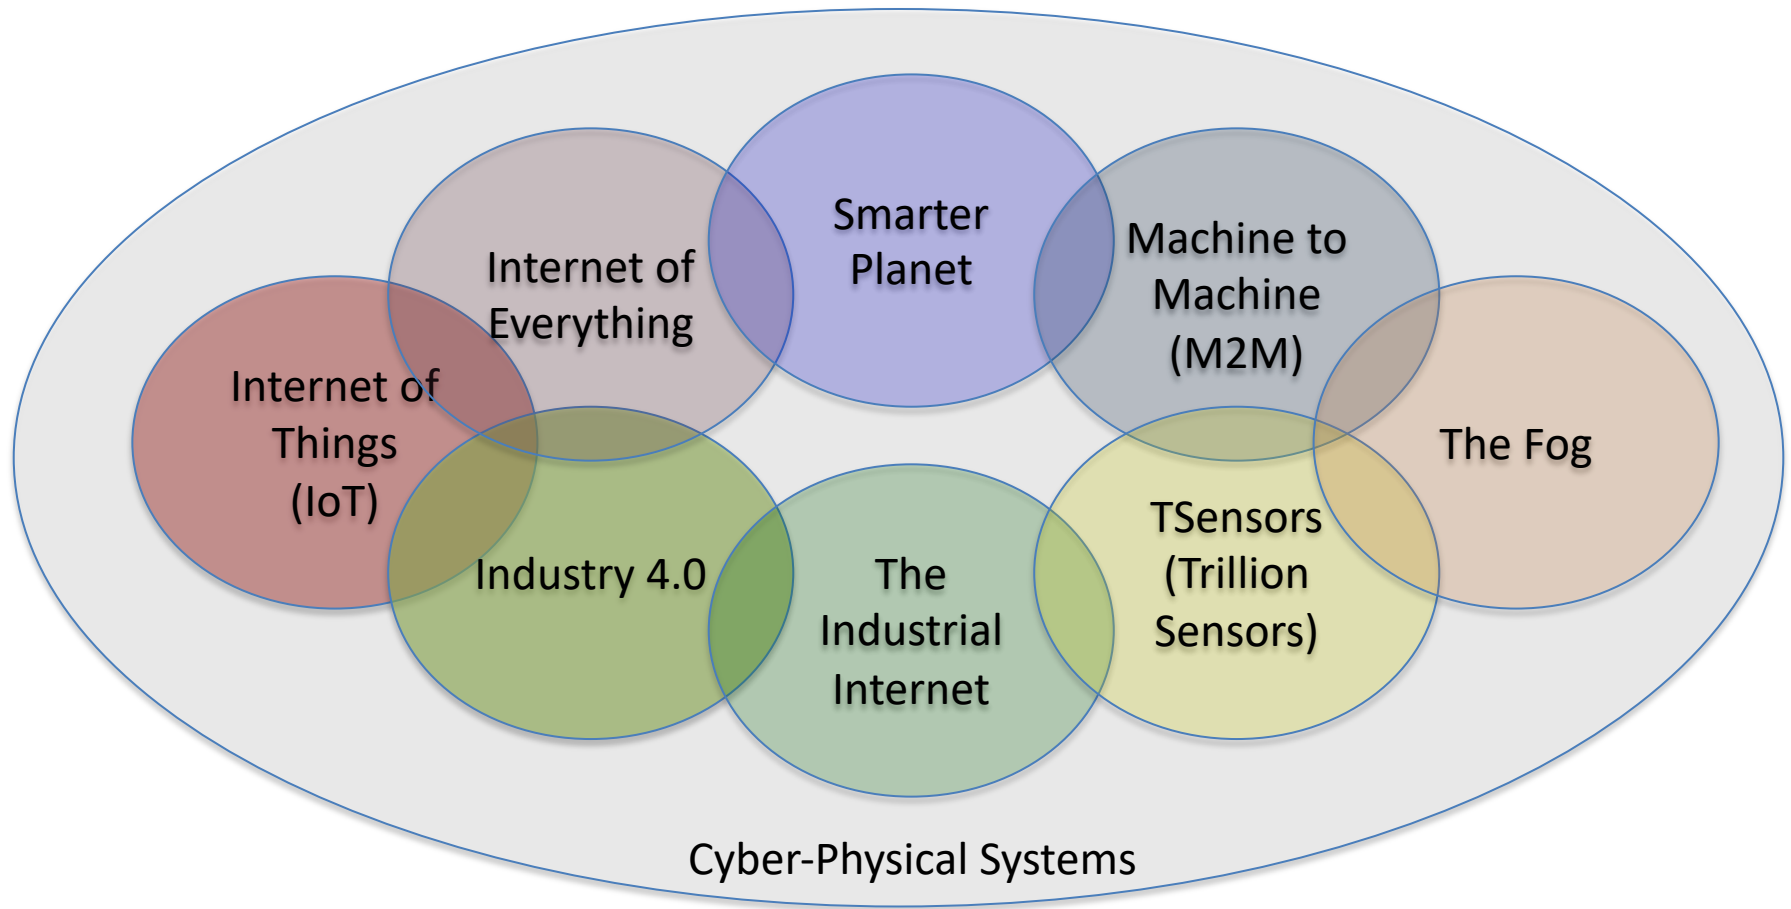 Smarter
Planet
Internet of
Everything
Machine to
Machine
(M2M)
Internet of
Things
(IoT)
The Fog
Industry 4.0
The
Industrial
Internet
TSensors
(Trillion
Sensors)
Cyber-Physical Systems